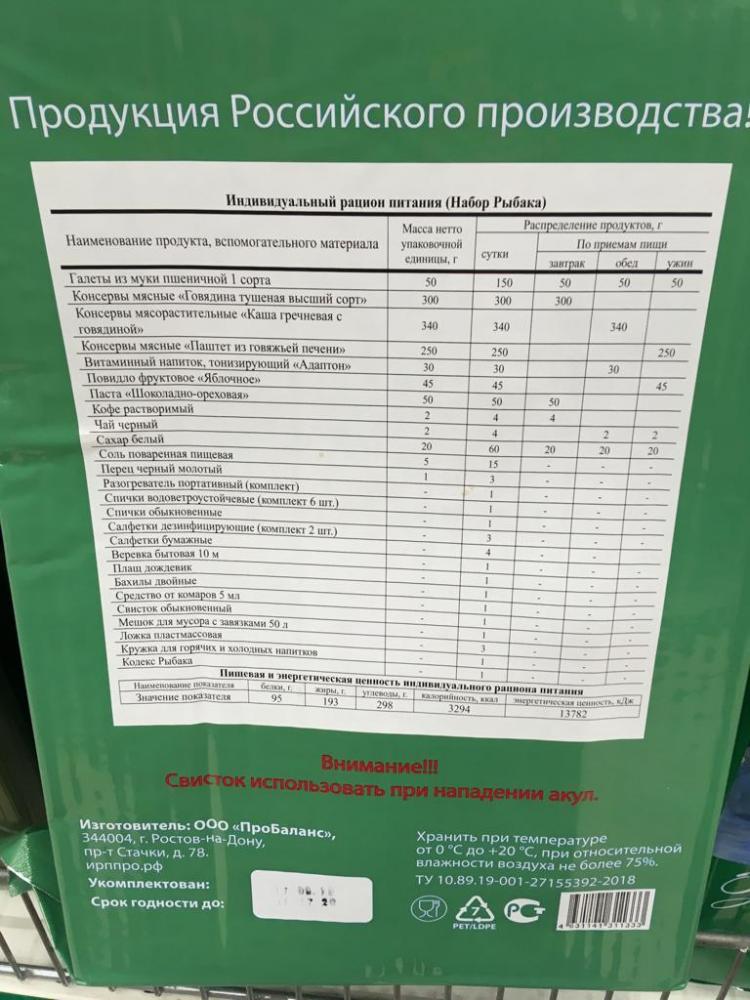 Продукция Российского производства!
Индивидуальный рацион питания (Набор Рыбака)
Наименование продукта, вспомогательного материала Масса нетто упаковочной единицы, г Распределение продуктов, г
сутки По приемам пищи
завтрак обед ужин
Галеты из муки пшеничной 1 сорта 50 150 50 50 50
Консервы мясные «Говядина тушеная высший сорт» 300 300 300
Консервы мясорастительные «Каша гречневая с
говядиной» 340 340 340
Консервы мясные «Паштет из говяжьей печени» 250 250 250
Витаминный напиток, тонизирующий «Адаптон» 30 30 30
Повидло фруктовое «Яблочное» 45 45 45
Паста «Шоколадно-ореховая» 50 50 50
Кофе растворимый 2 4 4
Чай черный 2 4 2 2
Сахар белый 20 60 20 20 20
Соль поваренная пищевая 5 15 - - -
Перец черный молотый 1 3 - - -
Разогреватель портативный (комплект) - 1 - - -
Спички водоветроустойчевые (комплект 6 шт.) - 1 - - -
Спички обыкновенные - 1 - - -
Салфетки дезинфицирующие (комплект 2 шт.) - 3 - - -
Салфетки бумажные - 4 - - -
Веревка бытовая 10 м - 1 - - -
Плащ дождевик - 1 - - -
Бахилы двойные - 1 - - -
Средство от комаров 5 мл - 1 - - -
Свисток обыкновенный - 1 - - -
Мешок для мусора с завязками 50 л - 1 - - -
Ложка пластмассовая - 3 - - -
Кружка для горячих и холодных напитков - 1 - - -
Кодекс Рыбака - 1 - - -
Пищевая и энергетическая ценность индивидуального рациона питания
Наименование показателя белки, г. жиры, г. углеводы, г. калорийность, ккал энергетическая ценность, кДж
Значение показателя 95 193 298 3294 13782
Внимание!!!
Свисток использовать при нападении акул.
Изготовитель: ООО «ПроБаланс»,
344004, г. Ростов-на-Дону,
пр-т Стачки, д. 78.
ирппро.рф
Укомплектован:
Срок годности до:
Хранить при температуре
от 0 °С до +20 °С, при относительной
влажности воздуха не более 75%.
ТУ 10.89.19-001-27155392-2018
7
PET/LDPE
РСТ